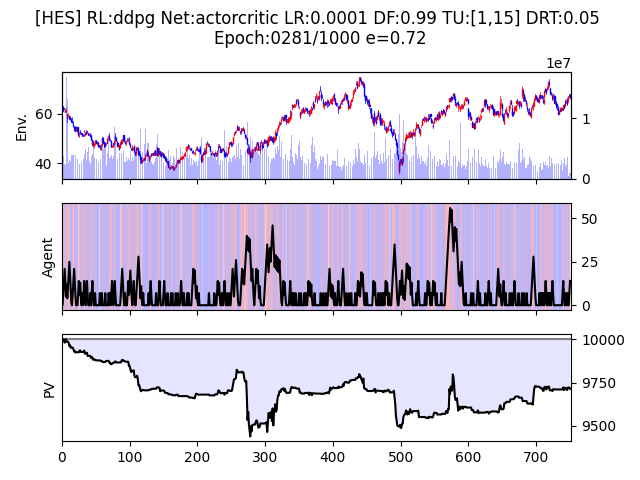 [HES] RL:ddpg Net:actorcritic LR:0.0001 DF:0.99 TU:[1,15] DRT:0.05
Epoch:0281/1000 e=0.72
1e7
Env.
60
40
1
0
Agent
50
25
0
PV
10000
9750
9500
0 100 200 300 400 500 600 700